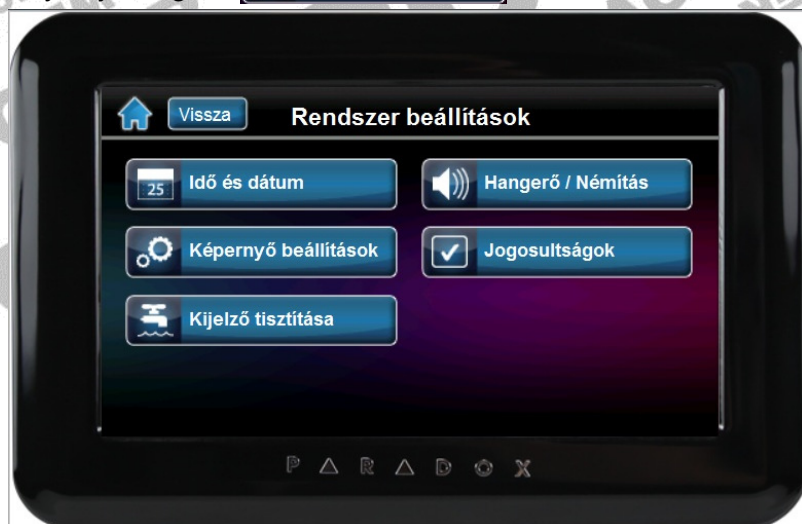 Vissza
Rendszer beállítások
25
Idő és dátum
Hangerő / Némítás
Képernyő beállítások
Jogosultságok
Kijelző tisztítása
PARADOX